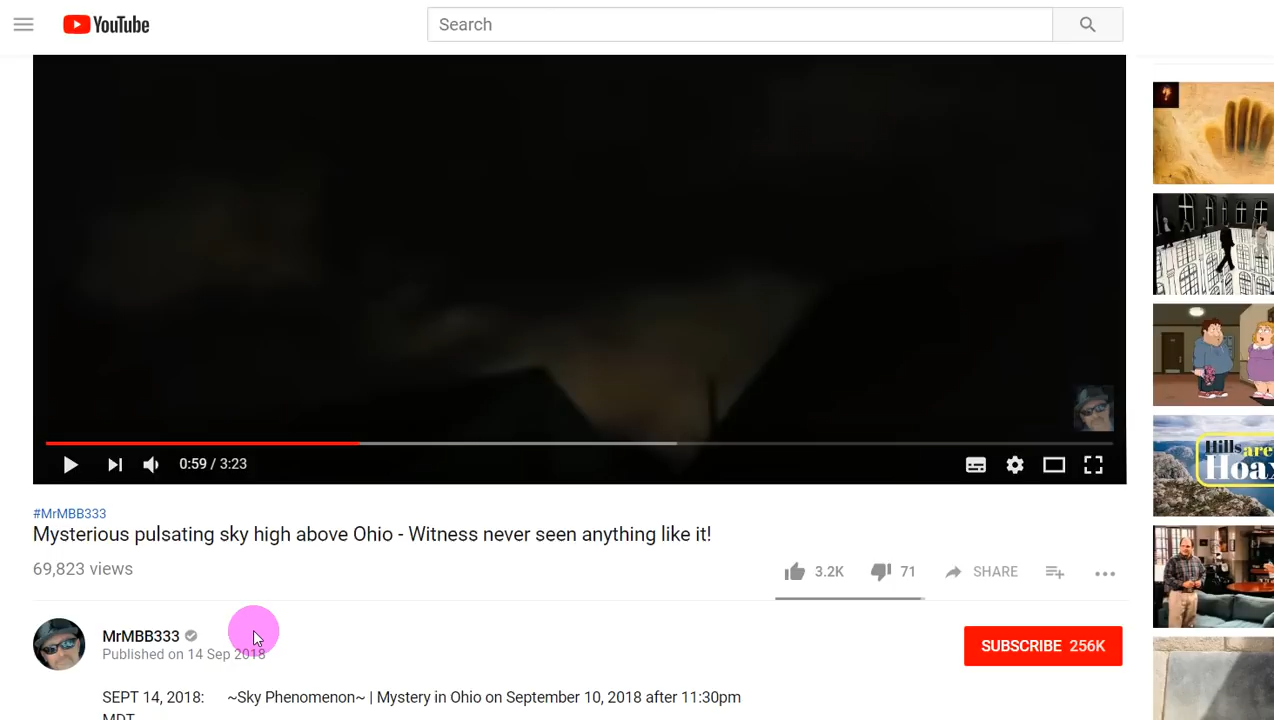 YouTube
Search
0:59 / 3:23
#MrMBB333
Mysterious pulsating sky high above Ohio - Witness never seen anything like it!
69,823 views
3.2K
71
SHARE
MrMBB333
Published on 14 Sep 2018
SUBSCRIBE 256K
SEPT 14, 2018: ~Sky Phenomenon~ | Mystery in Ohio on September 10, 2018 after 11:30pm
MDT
?
Hills are
Hoax